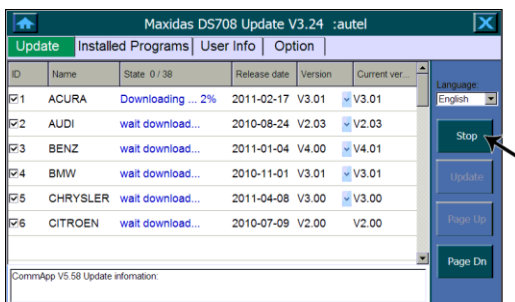 Maxidas DS708 Update V3.24 :autel
Update Installed Programs User Info Option
ID Name State 0 / 38 Release date Version Current ver...
1 ACURA Downloading ... 2% 2011-02-17 V3.01 V3.01
2 AUDI wait download... 2010-08-24 V2.03 V2.03
3 BENZ wait download... 2011-01-04 V4.00 V4.01
4 BMW wait download... 2010-11-01 V3.01 V3.01
5 CHRYSLER wait download... 2011-04-08 V3.00 V3.00
6 CITROEN wait download... 2010-07-09 V2.00 V2.00
CommApp V5.58 Update infomation:
Language:
English
Stop
Update
Page Up
Page Dn